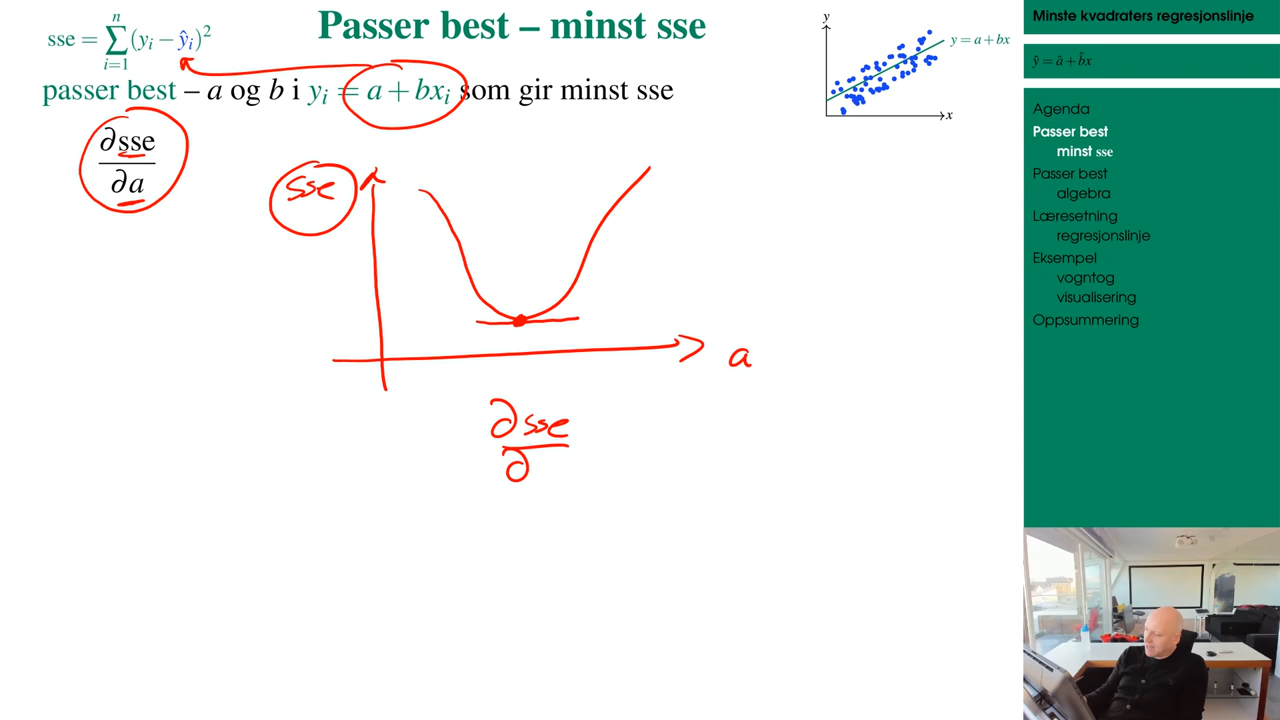 Passer best – minst sse
sse = ∑_{i=1}^{n} (y_i − ŷ_i)²
passer best – a og b i y_i = a + bx_i som gir minst sse
∂sse
∂a
sse
a
∂sse
∂
y
y = a + bx
x
Minste kvadraters regresjonslinje
ŷ = â + b̂x
Agenda
Passer best
minst sse
Passer best
algebra
Læresetning
regresjonslinje
Eksempel
vogntog
visualisering
Oppsummering